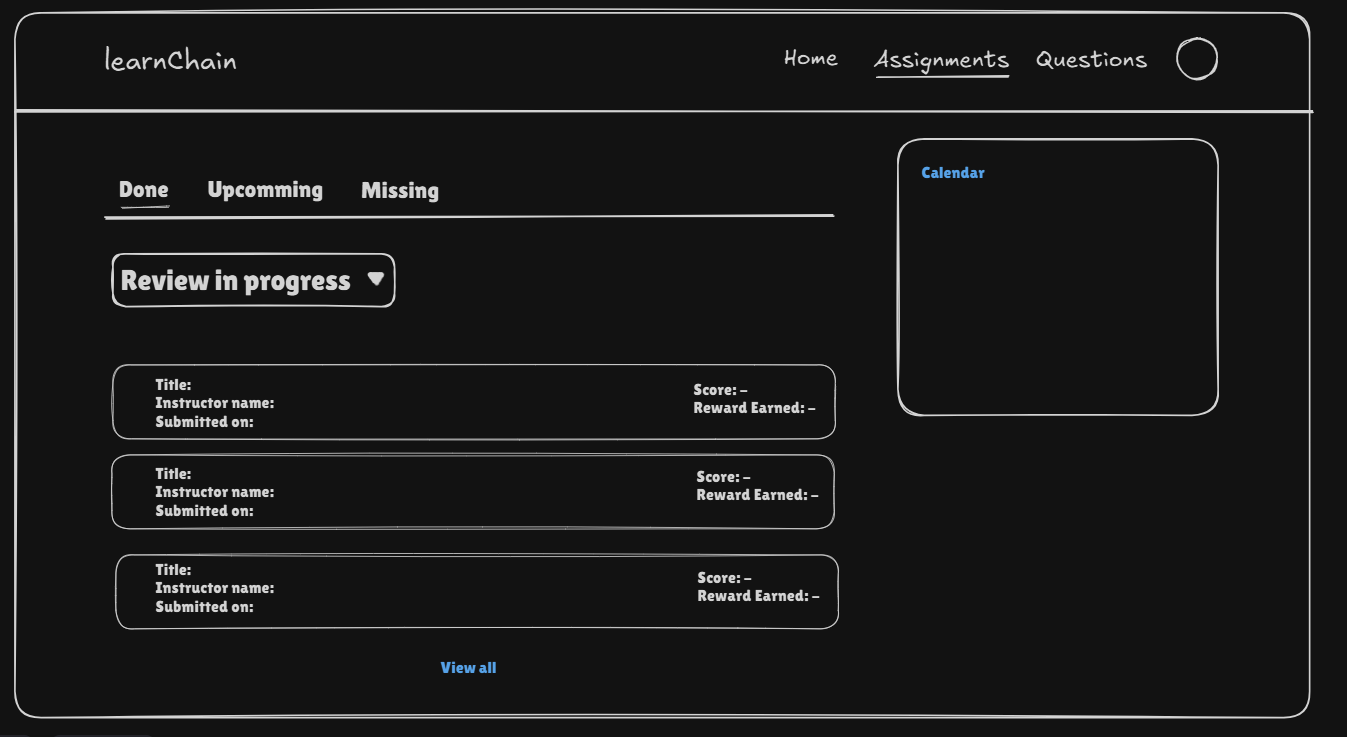 learnChain
Home Assignments Questions
Calendar
Done Upcomming Missing
Review in progress
Title:
Instructor name:
Submitted on:
Score: –
Reward Earned: –
Title:
Instructor name:
Submitted on:
Score: –
Reward Earned: –
Title:
Instructor name:
Submitted on:
Score: –
Reward Earned: –
View all